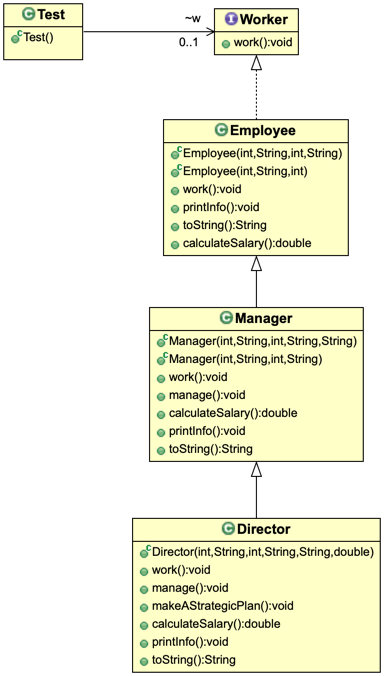 Test
Test()
~w
0..1
Worker
work():void
Employee
Employee(int,String,int,String)
Employee(int,String,int)
work():void
printInfo():void
toString():String
calculateSalary():double
Manager
Manager(int,String,int,String,String)
Manager(int,String,int,String)
work():void
manage():void
calculateSalary():double
printInfo():void
toString():String
Director
Director(int,String,int,String,String,double)
work():void
manage():void
makeAStrategicPlan():void
calculateSalary():double
printInfo():void
toString():String